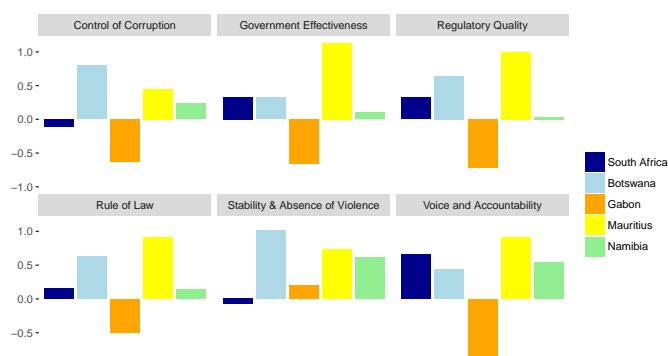 Control of Corruption
Government Effectiveness
Regulatory Quality
1.0
0.5
0.0
−0.5
−1.0
Rule of Law
Stability & Absence of Violence
Voice and Accountability
1.0
0.5
0.0
−0.5
South Africa
Botswana
Gabon
Mauritius
Namibia